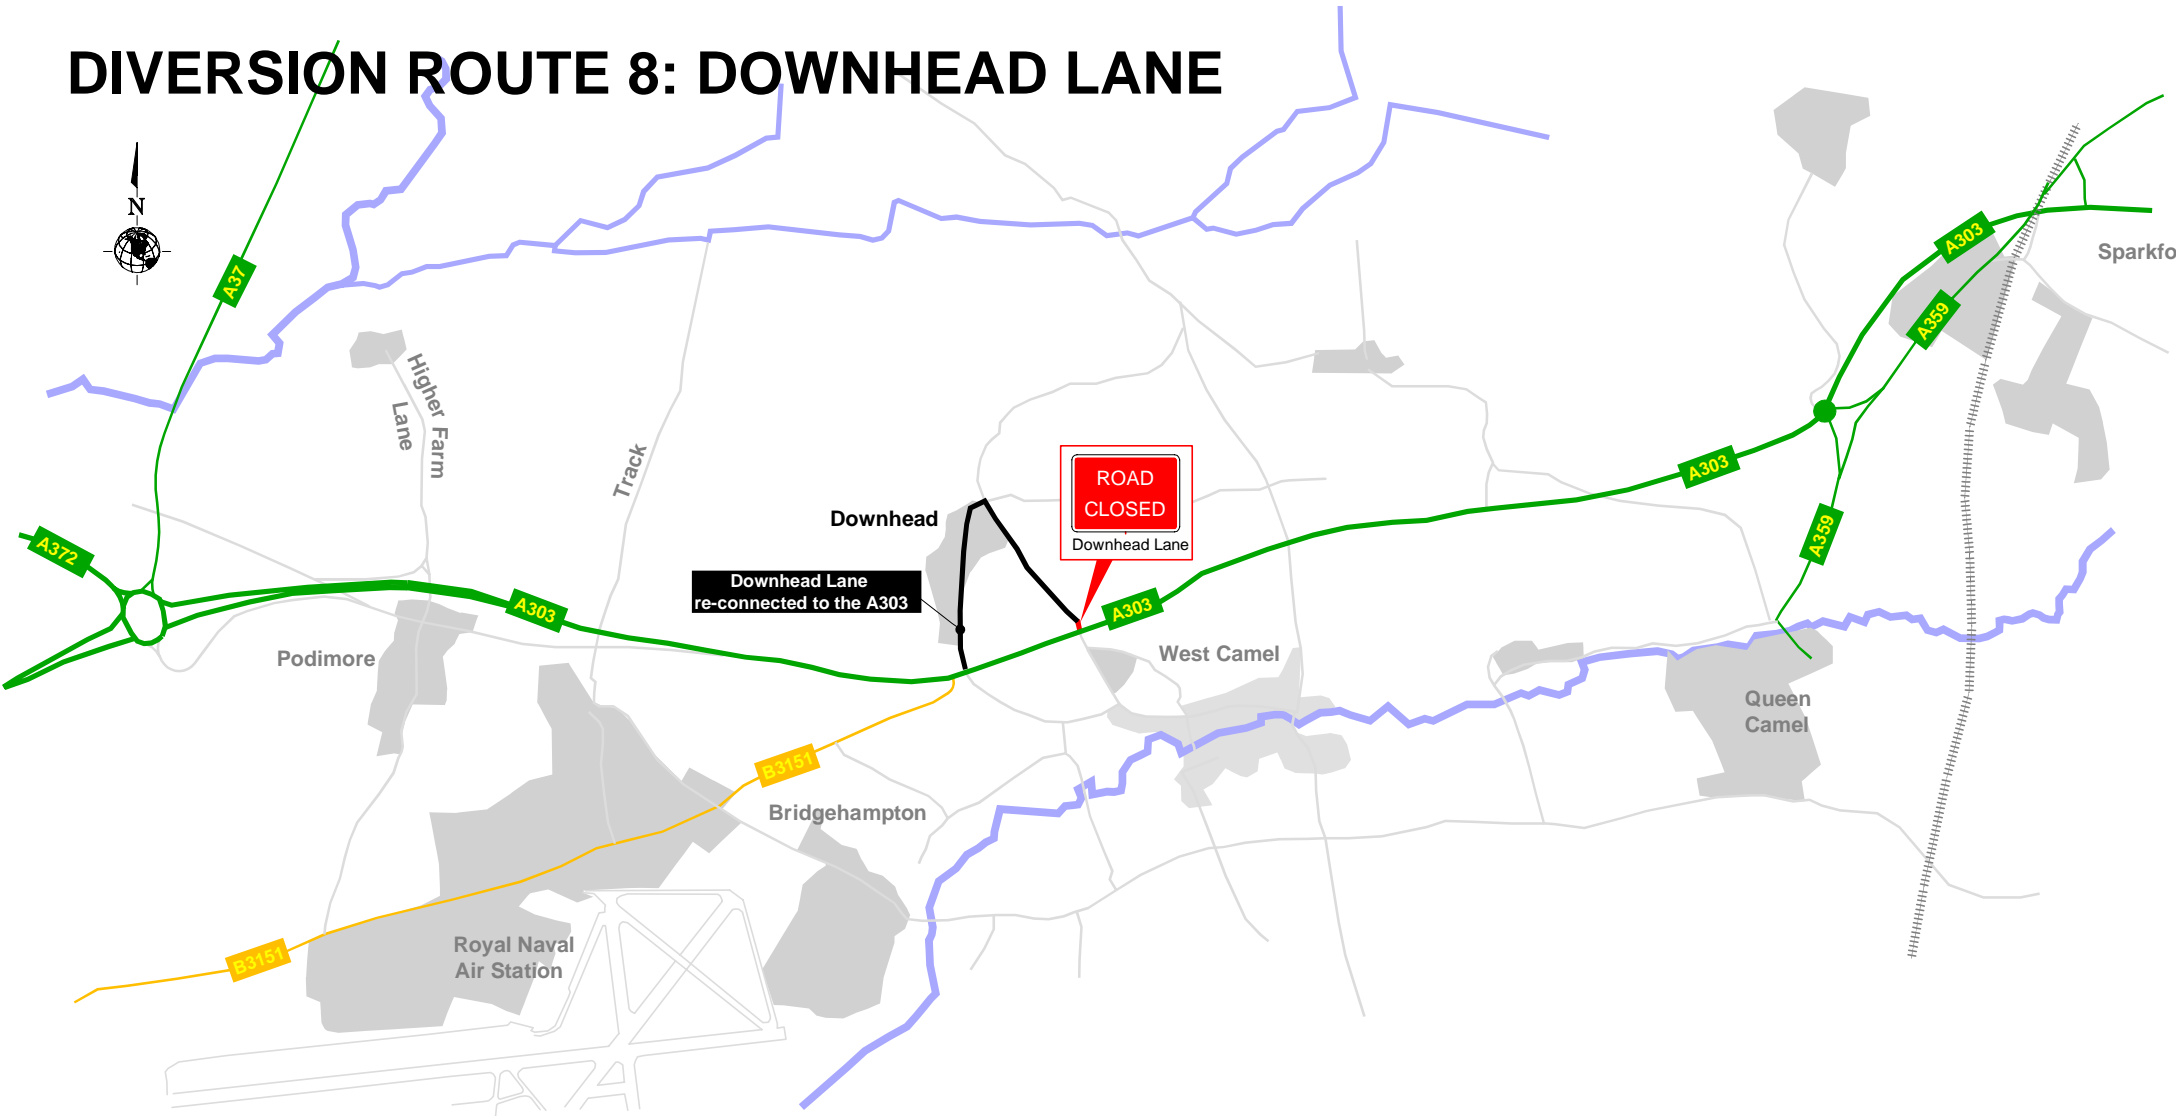 DIVERSION ROUTE 8: DOWNHEAD LANE
N
A37
A303
Sparkfo
A359
Higher Farm
Lane
Track
A303
ROAD
CLOSED
Downhead Lane
Downhead
A359
A372
Downhead Lane
re-connected to the A303
A303
A303
Podimore
West Camel
Queen
Camel
B3151
Bridgehampton
Royal Naval
Air Station
B3151